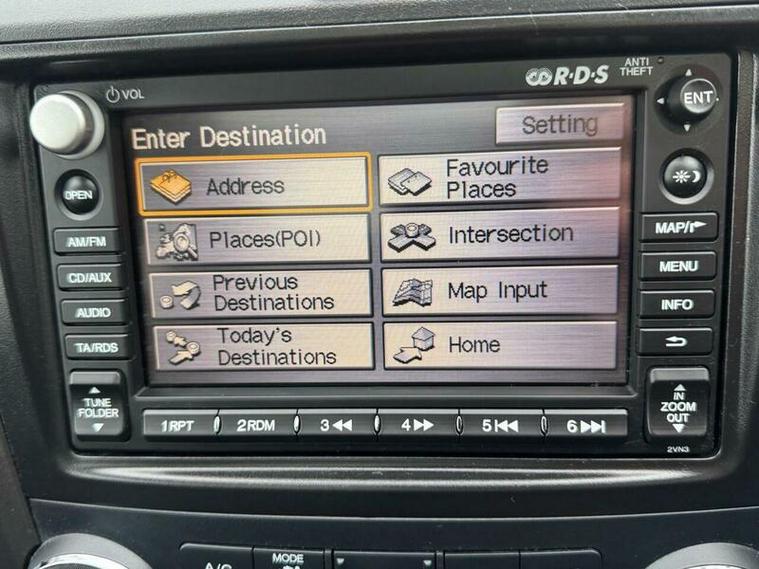 VOL
R·D·S
ANTI
THEFT
ENT
Enter Destination
Setting
OPEN
Address
Favourite
Places
AM/FM
Places(POI)
Intersection
MAP/
CD/AUX
Previous
Destinations
Map Input
MENU
AUDIO
INFO
TA/RDS
Today's
Destinations
Home
TUNE
FOLDER
IN
ZOOM
OUT
1RPT
2RDM
3◀◀
4▶▶
5|◀◀
6▶▶|
2VN3
A/C
MODE